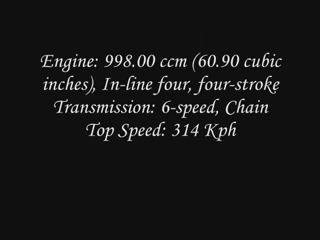 Engine: 998.00 ccm (60.90 cubic
inches), In-line four, four-stroke
Transmission: 6-speed, Chain
Top Speed: 314 Kph